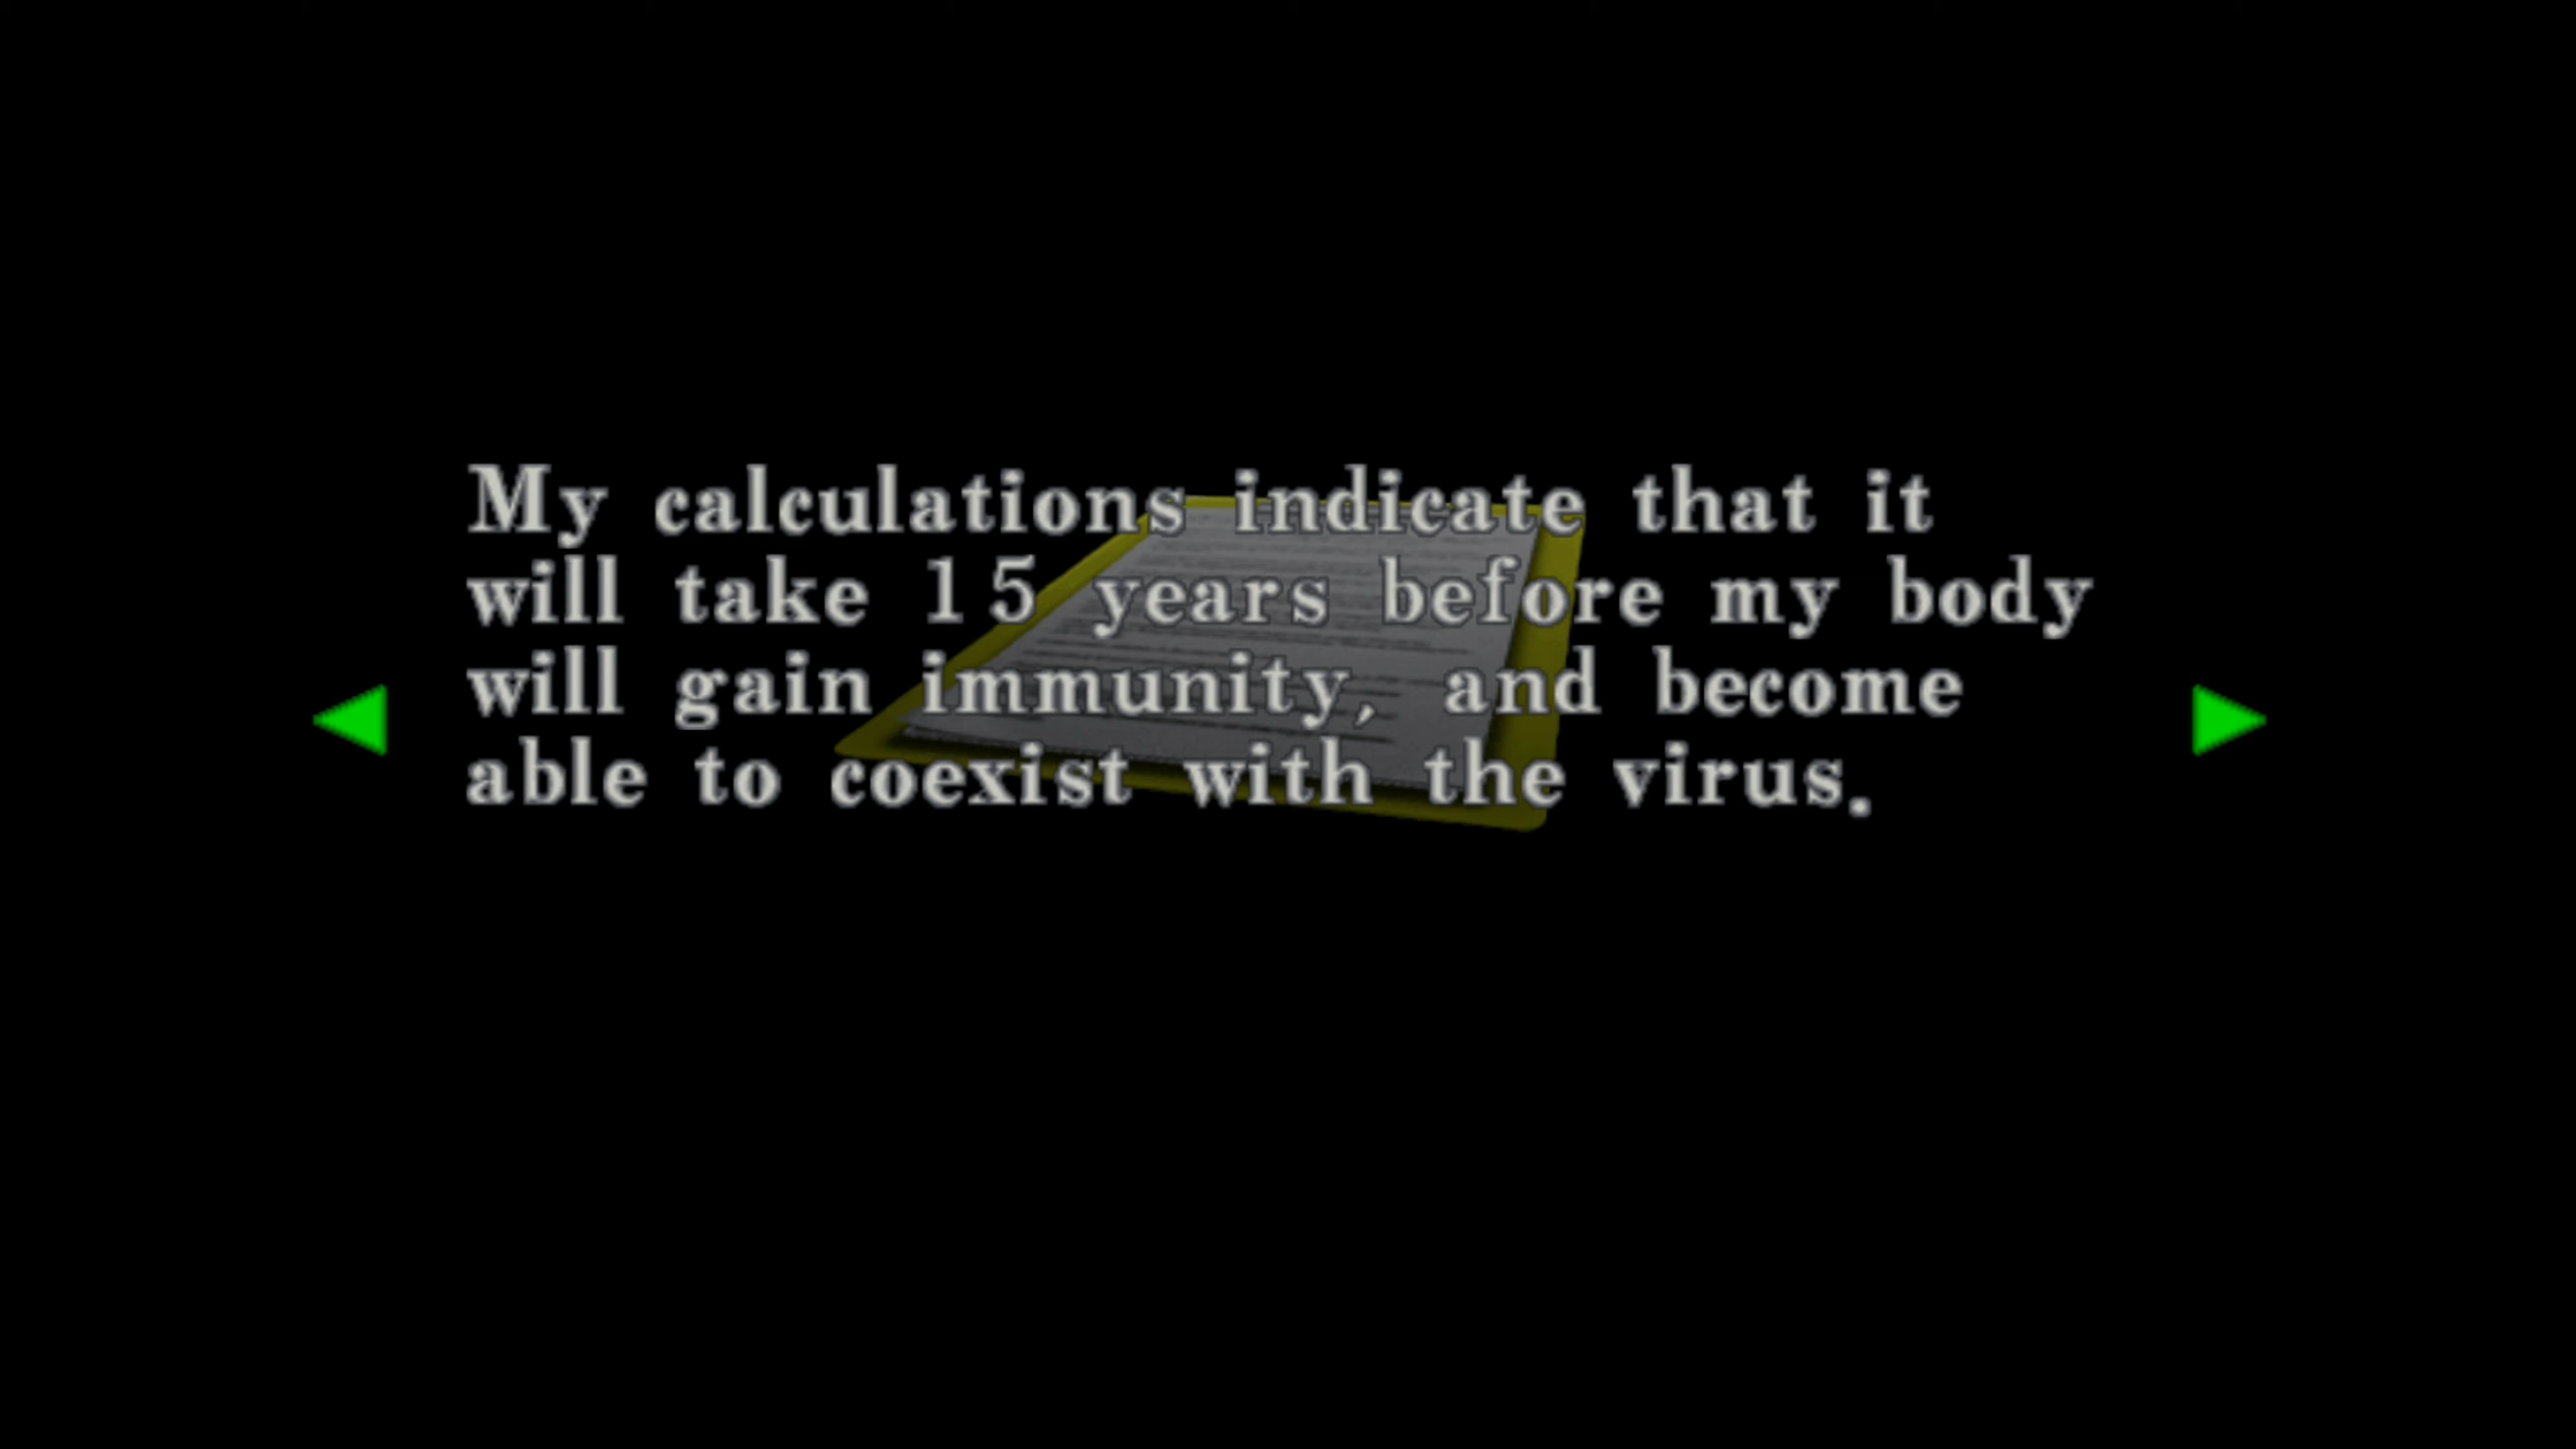 My calculations indicate that it
will take 15 years before my body
will gain immunity, and become
able to coexist with the virus.